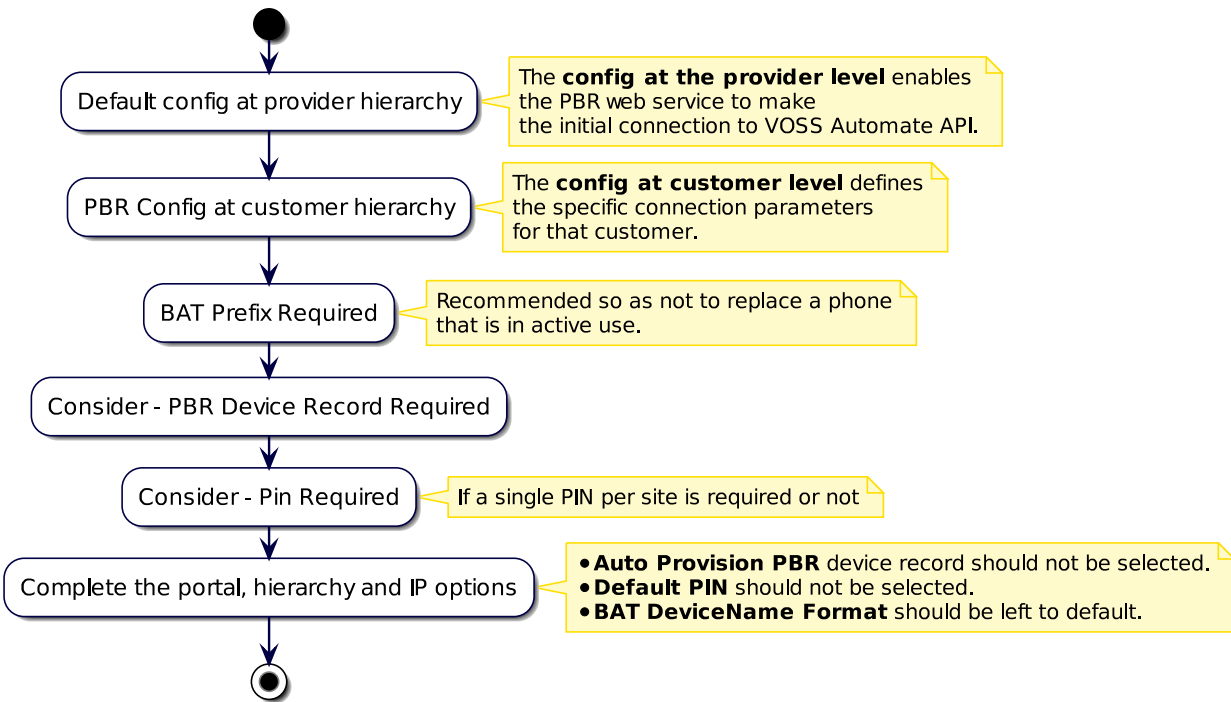 Default config at provider hierarchy
The config at the provider level enables
the PBR web service to make
the initial connection to VOSS Automate API.
PBR Config at customer hierarchy
The config at customer level defines
the specific connection parameters
for that customer.
BAT Prefix Required
Recommended so as not to replace a phone
that is in active use.
Consider - PBR Device Record Required
Consider - Pin Required
If a single PIN per site is required or not
Complete the portal, hierarchy and IP options
• Auto Provision PBR device record should not be selected.
• Default PIN should not be selected.
• BAT DeviceName Format should be left to default.